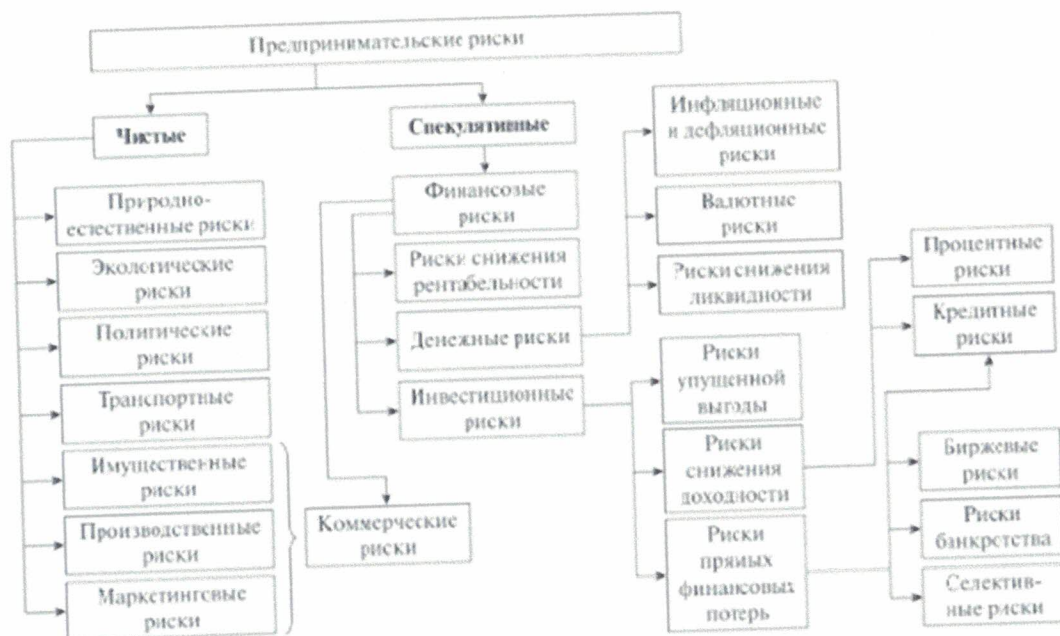 Предпринимательские риски
Чистые
Спекулятивные
Природно-
естественные риски
Экологические
риски
Политические
риски
Транспортные
риски
Имущественные
риски
Производственные
риски
Маркетинговые
риски
Финансовые
риски
Риски снижения
рентабельности
Денежные риски
Инвестиционные
риски
Коммерческие
риски
Инфляционные
и дефляционные
риски
Валютные
риски
Риски снижения
ликвидности
Риски
упущенной
выгоды
Риски
снижения
доходности
Риски
прямых
финансовых
потерь
Процентные
риски
Кредитные
риски
Биржевые
риски
Риски
банкротства
Селектив-
ные риски